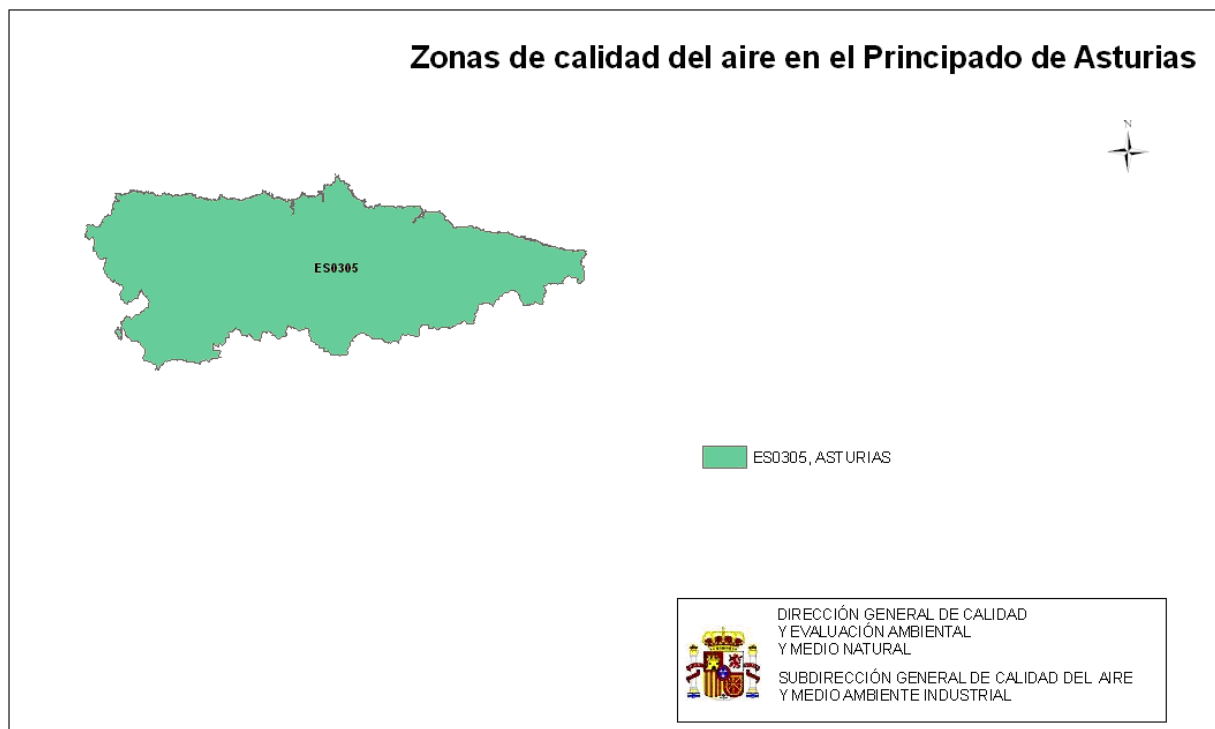 Zonas de calidad del aire en el Principado de Asturias
N
ES0305
ES0305, ASTURIAS
DIRECCIÓN GENERAL DE CALIDAD
Y EVALUACIÓN AMBIENTAL
Y MEDIO NATURAL
SUBDIRECCIÓN GENERAL DE CALIDAD DEL AIRE
Y MEDIO AMBIENTE INDUSTRIAL